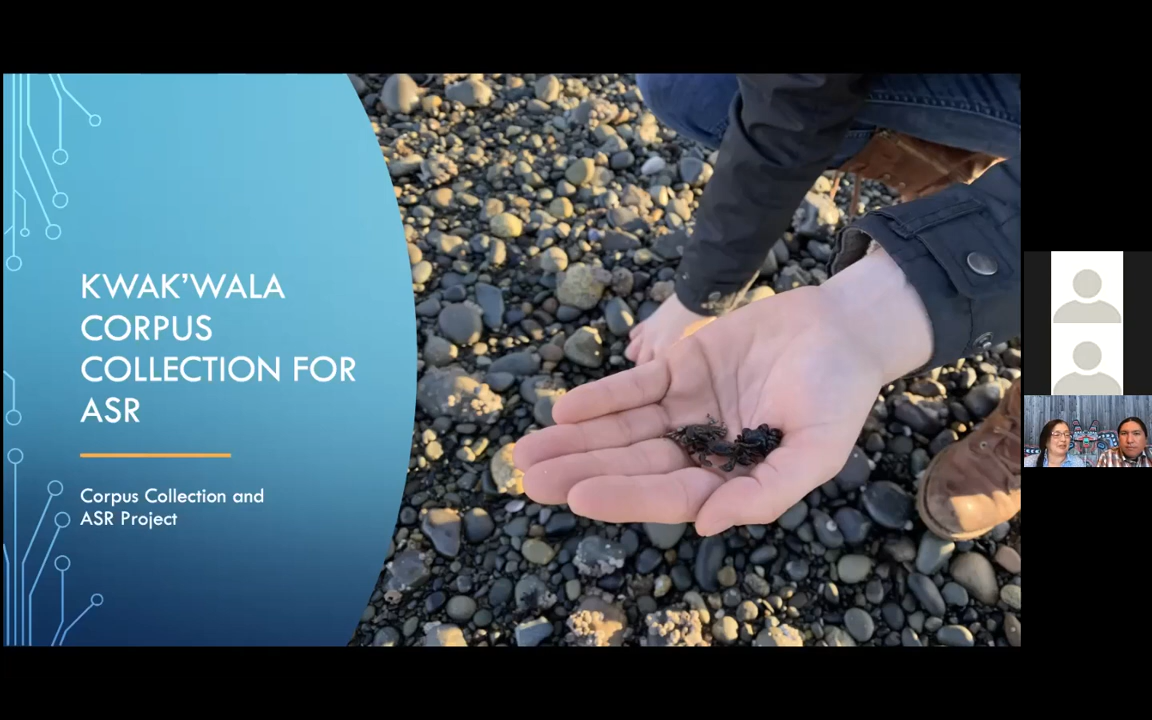 KWAK'WALA
CORPUS
COLLECTION FOR
ASR
Corpus Collection and
ASR Project